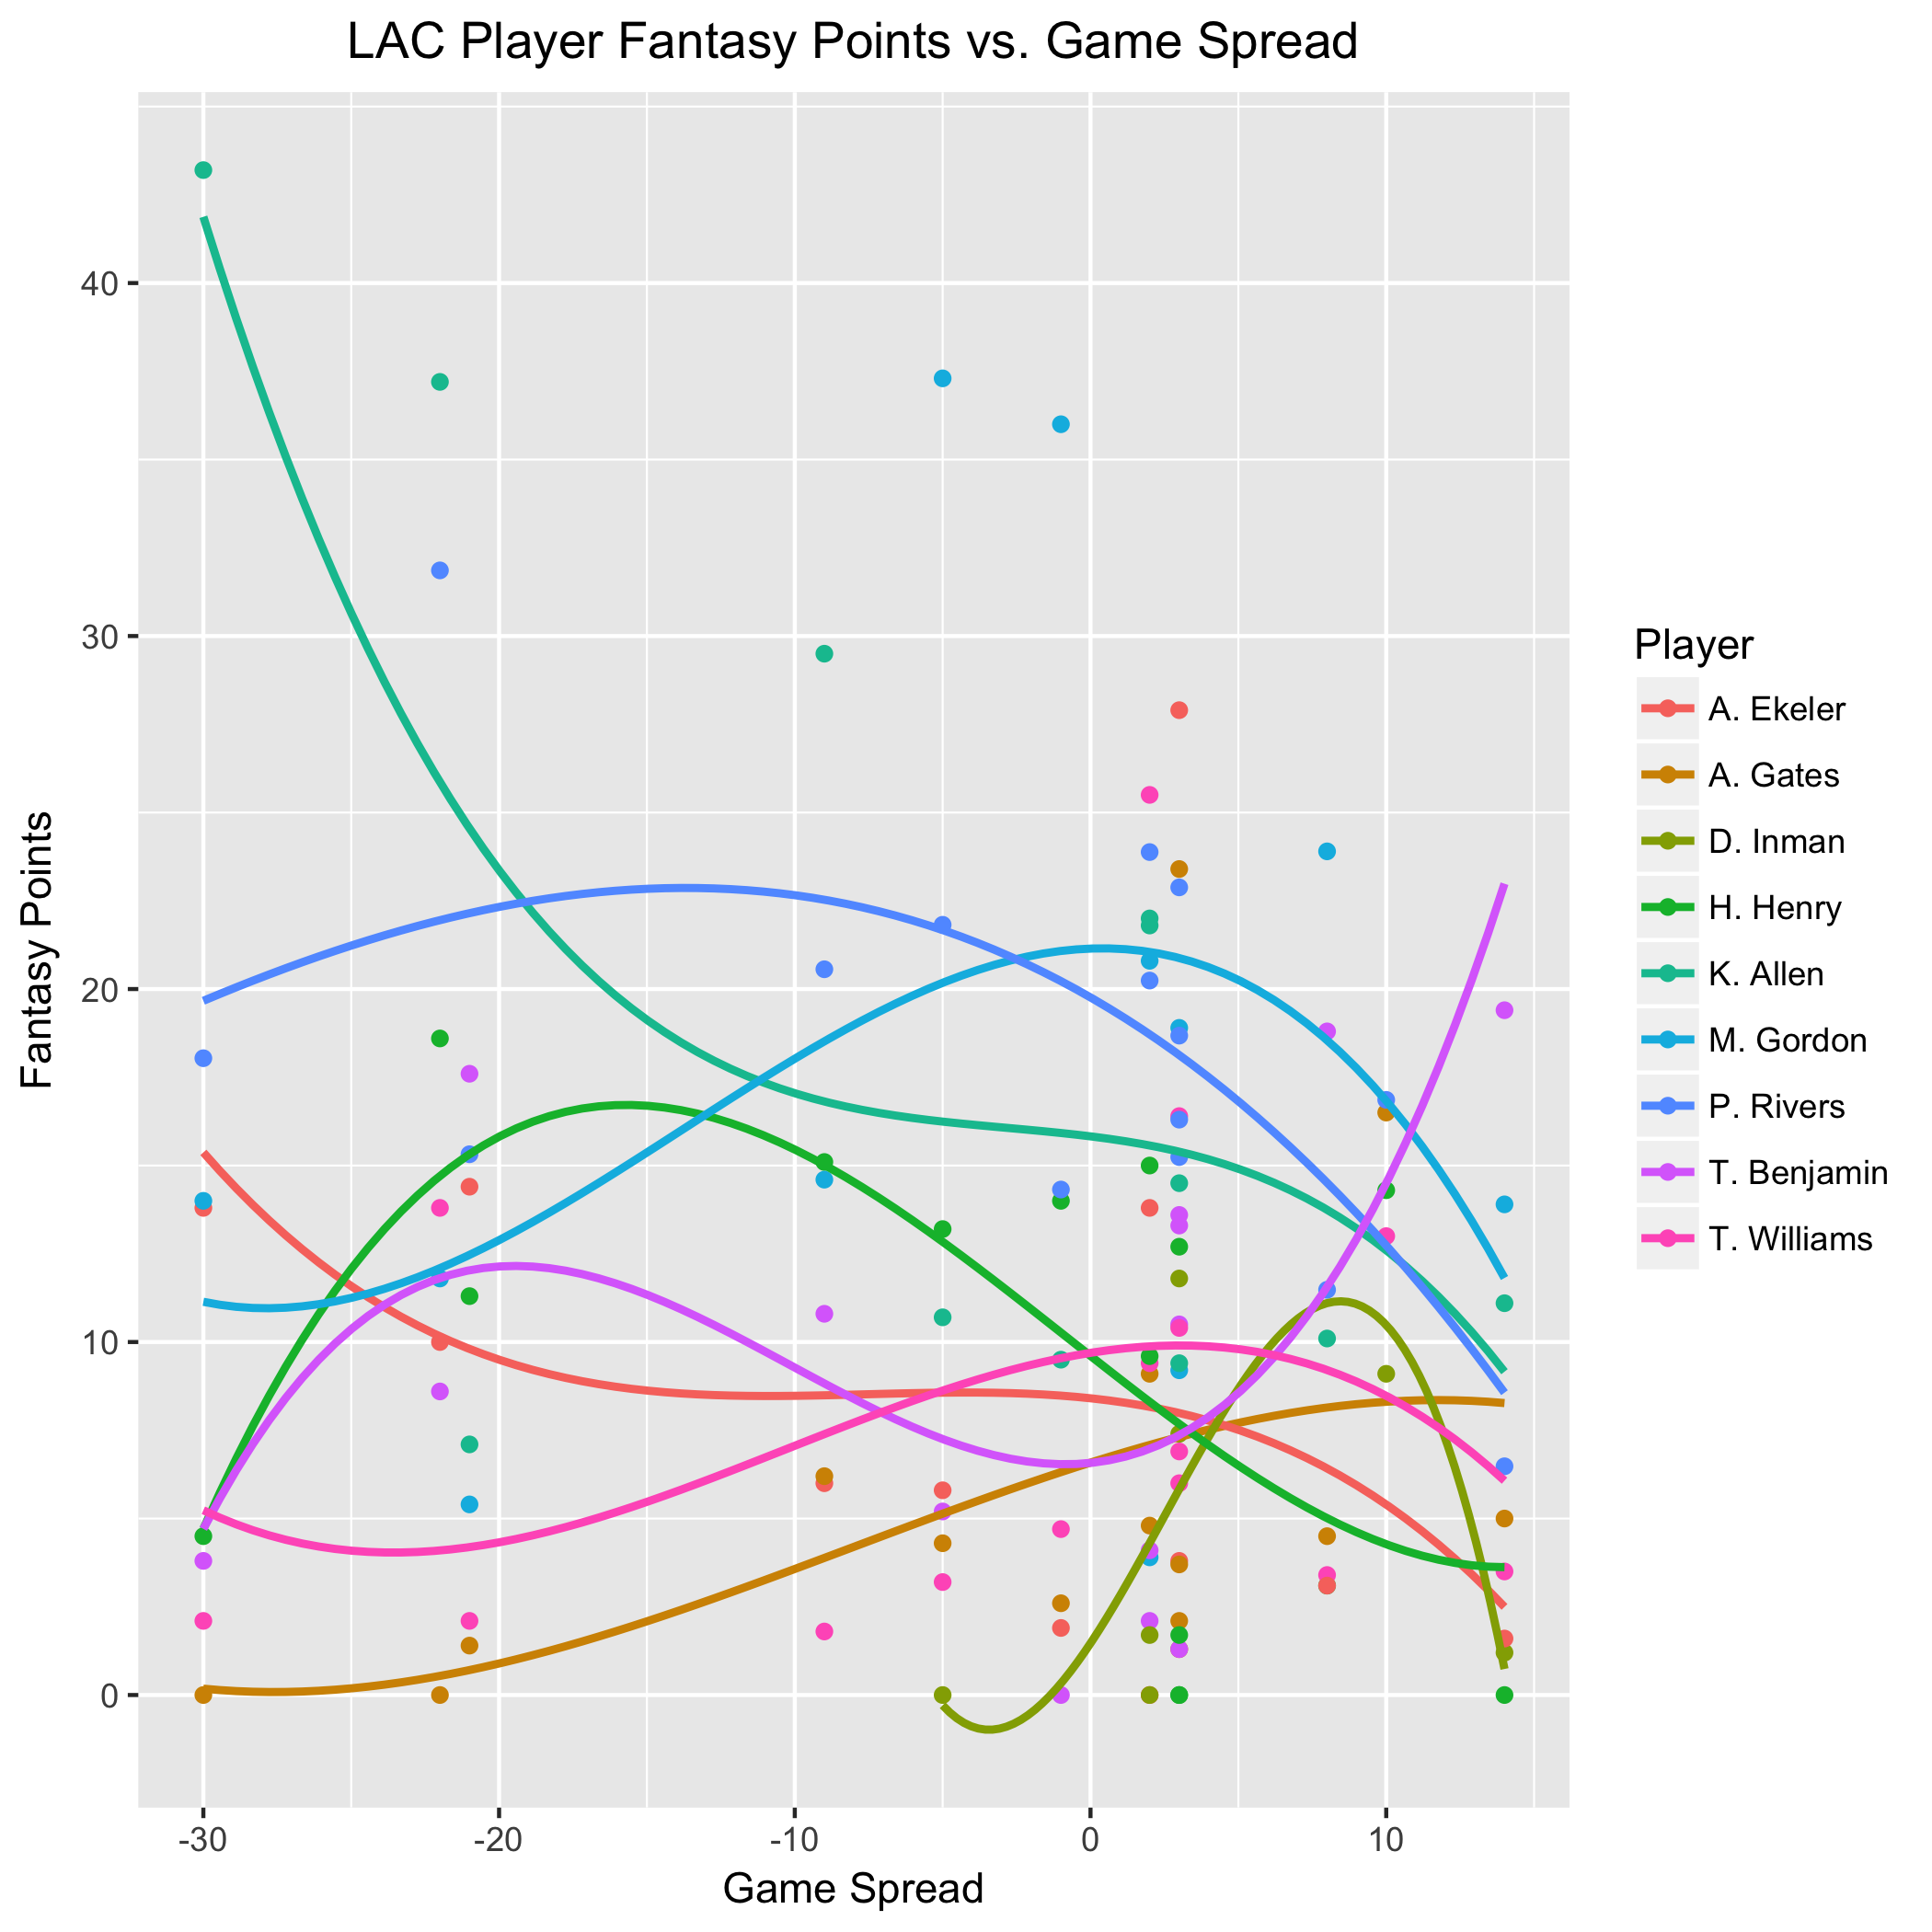 LAC Player Fantasy Points vs. Game Spread
Fantasy Points
40
30
20
10
0
-30
-20
-10
0
10
Game Spread
Player
A. Ekeler
A. Gates
D. Inman
H. Henry
K. Allen
M. Gordon
P. Rivers
T. Benjamin
T. Williams